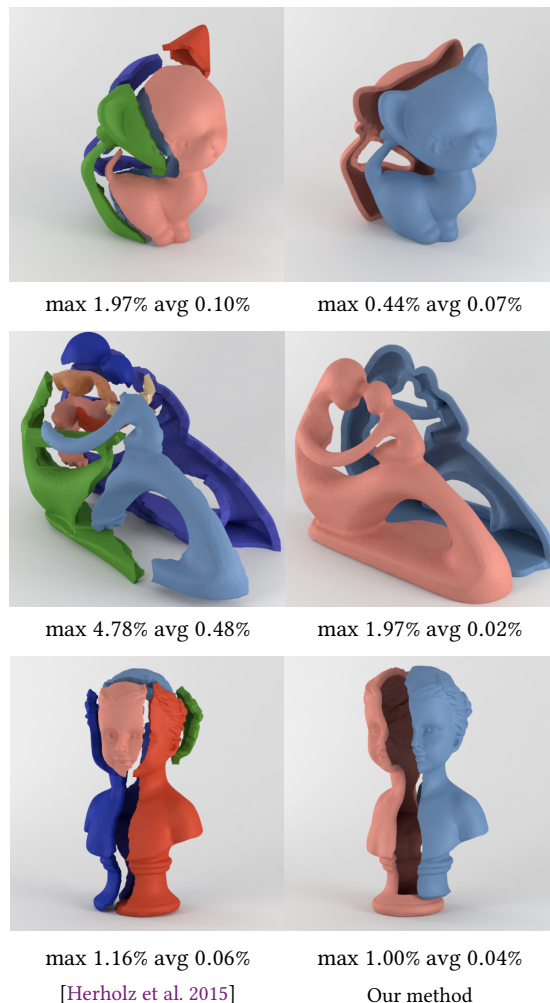 max 1.97% avg 0.10%
max 0.44% avg 0.07%
max 4.78% avg 0.48%
max 1.97% avg 0.02%
max 1.16% avg 0.06%
max 1.00% avg 0.04%
[Herholz et al. 2015]
Our method